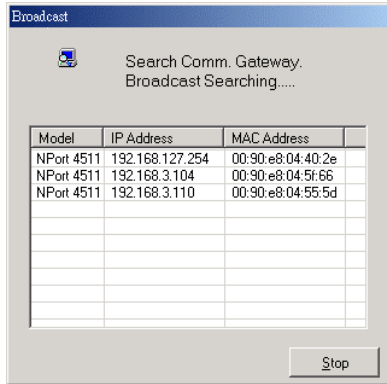 Broadcast
Search Comm. Gateway.
Broadcast Searching.....
Model IP Address MAC Address
NPort 4511 192.168.127.254 00:90:e8:04:40:2e
NPort 4511 192.168.3.104 00:90:e8:04:5f:66
NPort 4511 192.168.3.110 00:90:e8:04:55:5d
Stop